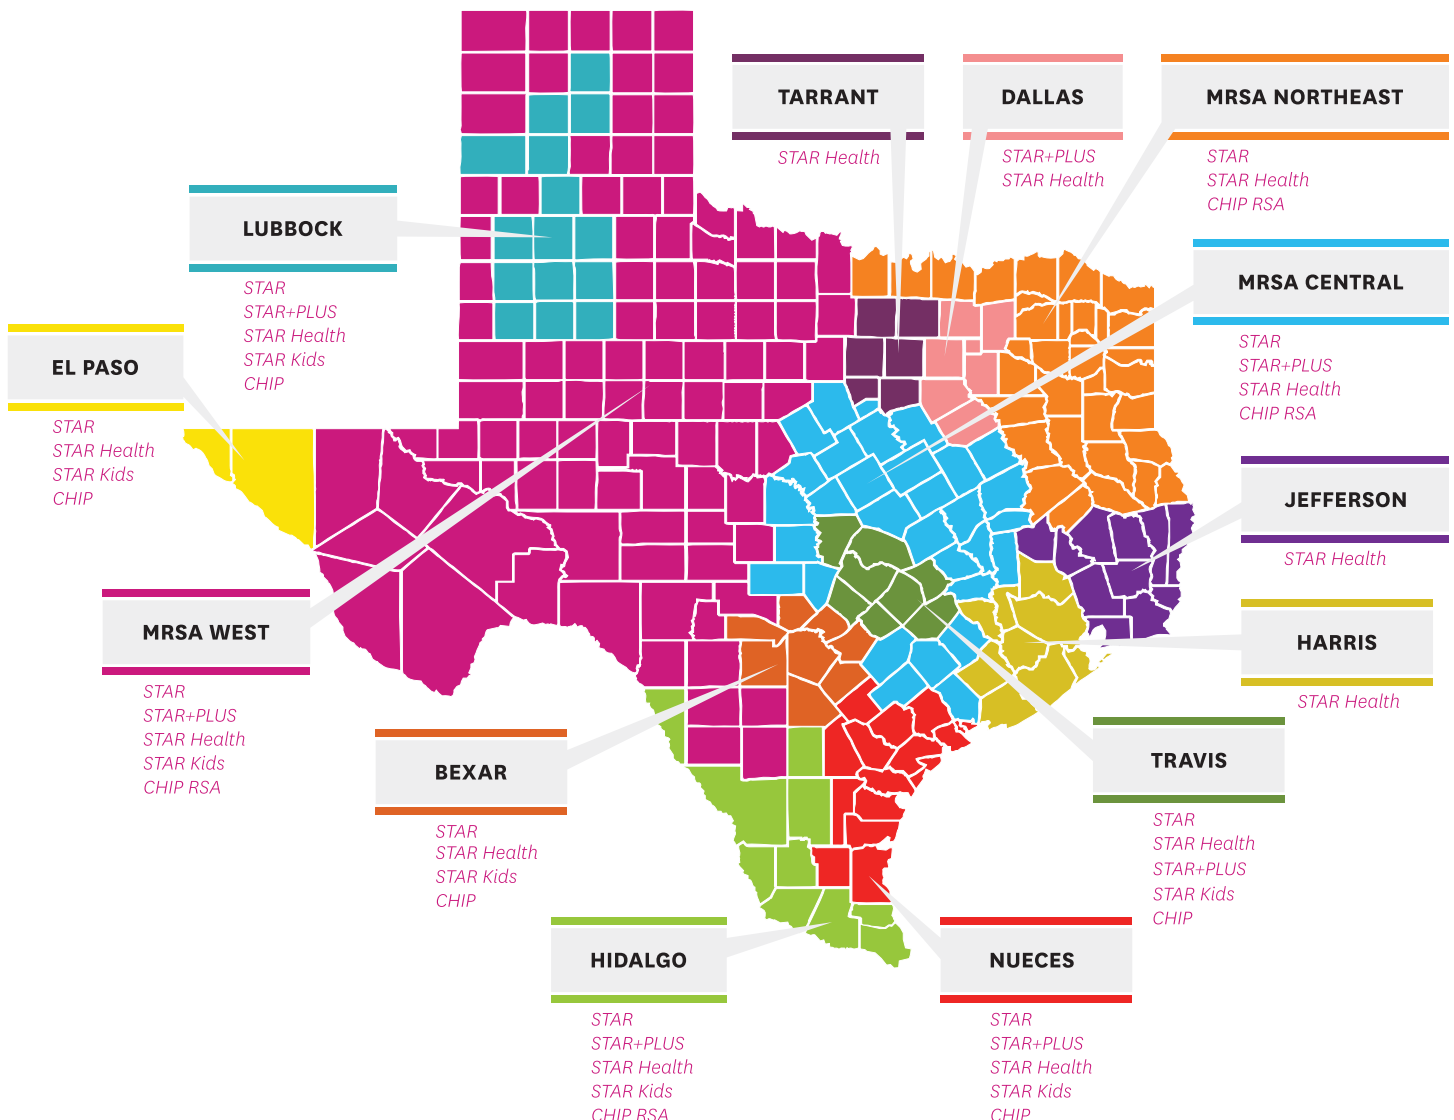 TARRANT
STAR Health
DALLAS
STAR+PLUS
STAR Health
MRSA NORTHEAST
STAR
STAR Health
CHIP RSA
LUBBOCK
STAR
STAR+PLUS
STAR Health
STAR Kids
CHIP
MRSA CENTRAL
STAR
STAR+PLUS
STAR Health
CHIP RSA
EL PASO
STAR
STAR Health
STAR Kids
CHIP
JEFFERSON
STAR Health
MRSA WEST
STAR
STAR+PLUS
STAR Health
STAR Kids
CHIP RSA
HARRIS
STAR Health
BEXAR
STAR
STAR Health
STAR Kids
CHIP
TRAVIS
STAR
STAR Health
STAR+PLUS
STAR Kids
CHIP
HIDALGO
STAR
STAR+PLUS
STAR Health
STAR Kids
CHIP RSA
NUECES
STAR
STAR+PLUS
STAR Health
STAR Kids
CHIP